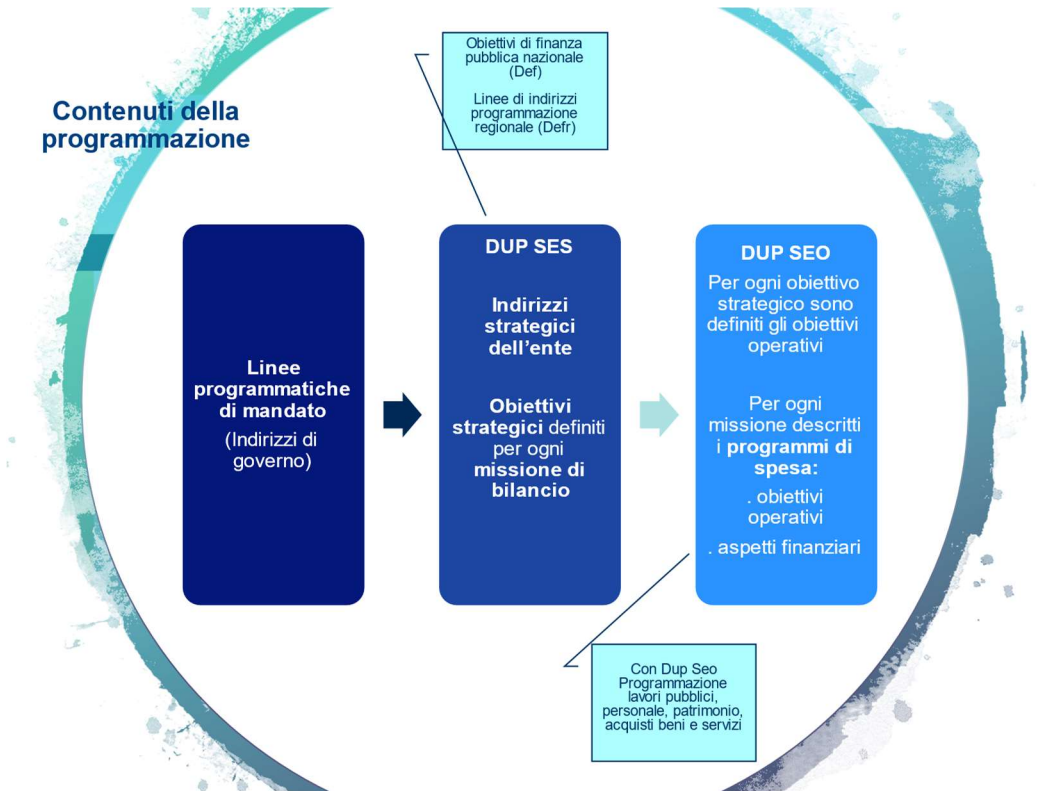 Contenuti della
programmazione
Obiettivi di finanza
pubblica nazionale
(Def)
Linee di indirizzi
programmazione
regionale (Defr)
Linee
programmatiche
di mandato
(Indirizzi di
governo)
DUP SES
Indirizzi
strategici
dell’ente
Obiettivi
strategici definiti
per ogni
missione di
bilancio
DUP SEO
Per ogni obiettivo
strategico sono
definiti gli obiettivi
operativi
Per ogni
missione descritti
i programmi di
spesa:
. obiettivi
operativi
. aspetti finanziari
Con Dup Seo
Programmazione
lavori pubblici,
personale, patrimonio,
acquisti beni e servizi